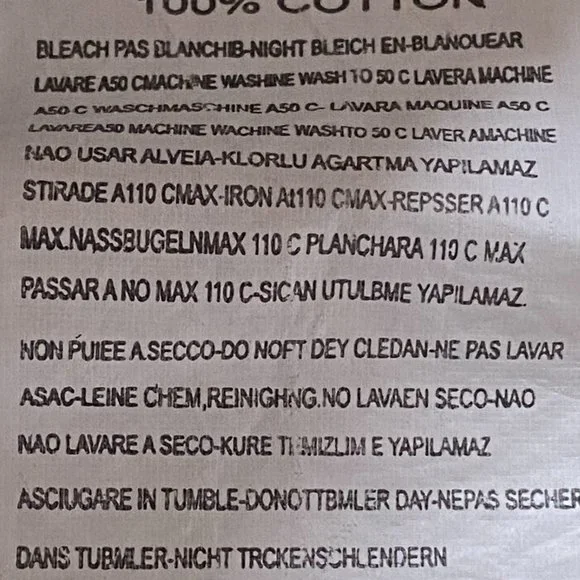 100% COTTON
BLEACH PAS BLANCHIB-NIGHT BLEICH EN-BLANQUEAR
LAVARE A50 CMACHINE WASHINE WASH TO 50 C LAVERA MACHINE
A50 C WASCHMASCHINE A50 C- LAVARA MAQUINE A50 C
LAVAREA50 MACHINE WACHINE WASHTO 50 C LAVER AMACHINE
NAO USAR ALVEIA-KLORLU AGARTMA YAPILAMAZ
STIRADE A110 CMAX-IRON At110 CMAX-REPSSER A110 C
MAX.NASSBUGELNMAX 110 C PLANCHARA 110 C MAX
PASSAR A NO MAX 110 C-SICAN UTULBME YAPILAMAZ.
NON PUIEE A.SECCO-DO NOFT DEY CLEDAN-NE PAS LAVAR
ASAC-LEINE CHEM,REINIGHNG.NO LAVAEN SECO-NAO
NAO LAVARE A SECO-KURE TEMIZLIM E YAPILAMAZ
ASCIUGARE IN TUMBLE-DONOTTBMLER DAY-NEPAS SECHER
DANS TUBMLER-NICHT TRCKENSCHLENDERN